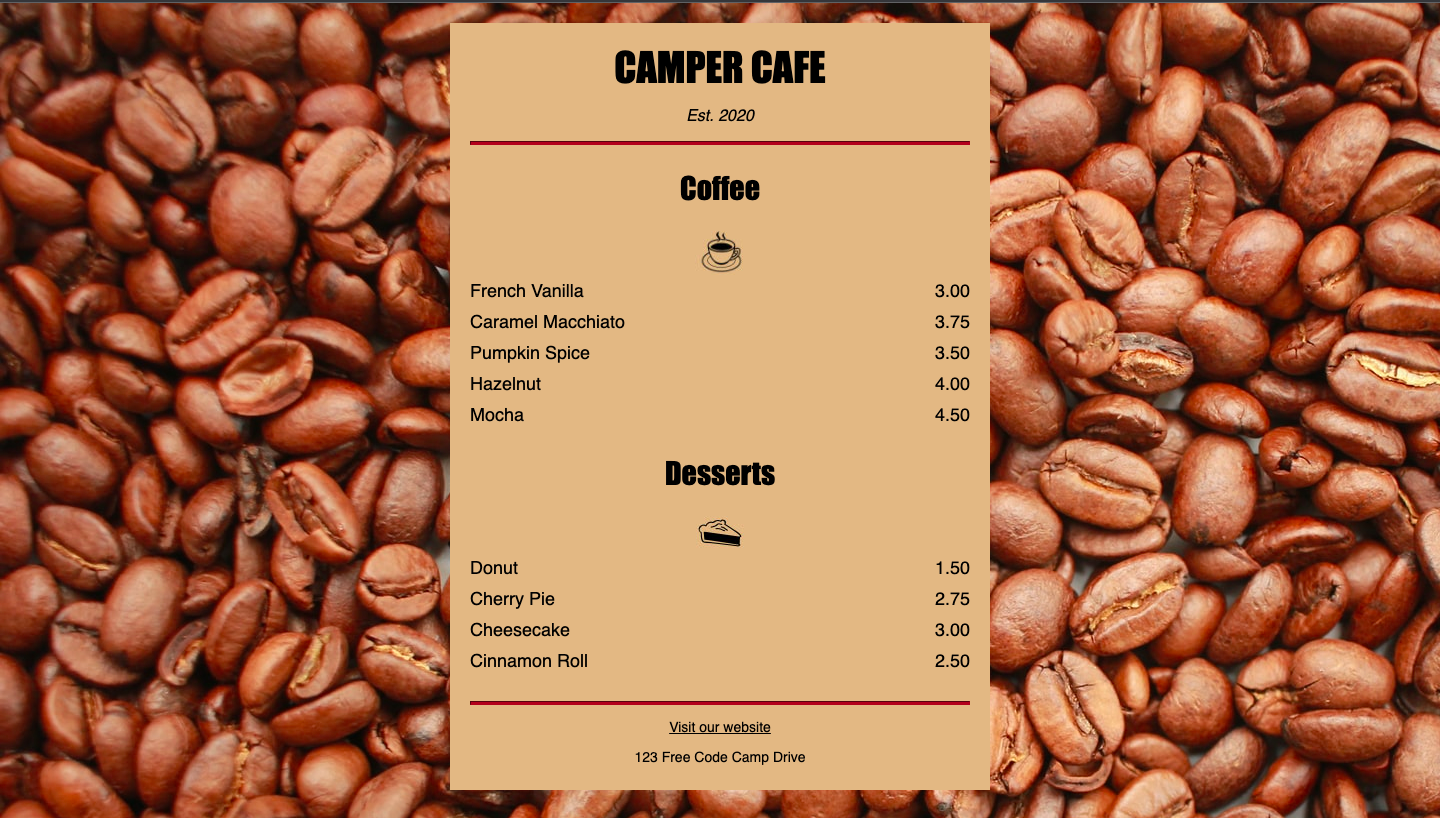 CAMPER CAFE
Est. 2020
Coffee
French Vanilla 3.00
Caramel Macchiato 3.75
Pumpkin Spice 3.50
Hazelnut 4.00
Mocha 4.50
Desserts
Donut 1.50
Cherry Pie 2.75
Cheesecake 3.00
Cinnamon Roll 2.50
Visit our website
123 Free Code Camp Drive